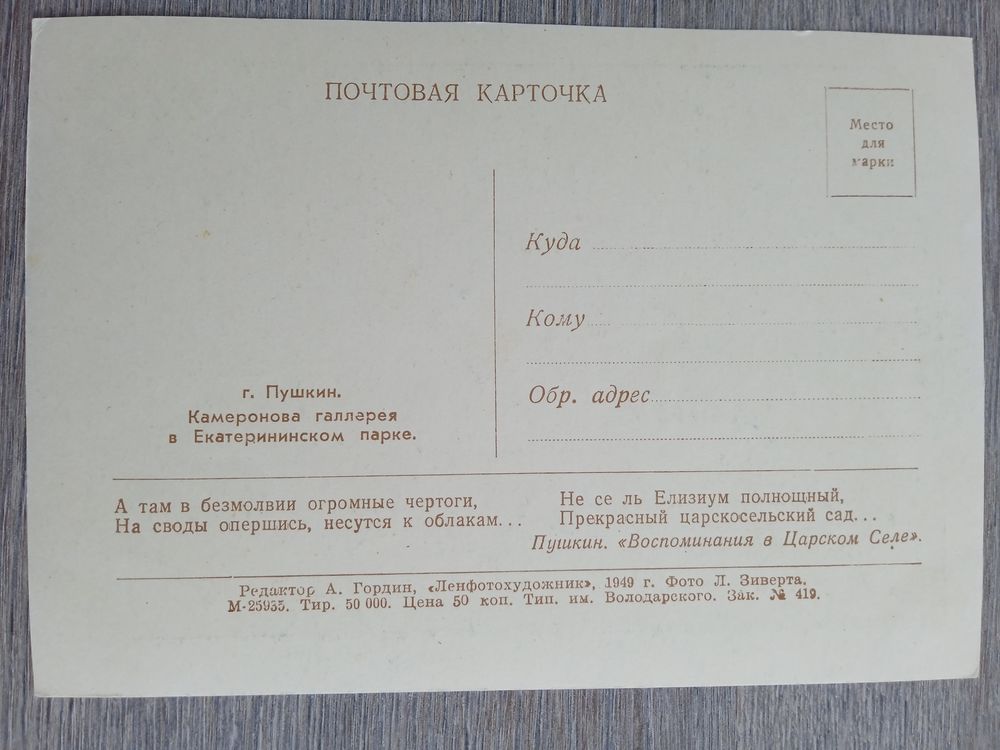 ПОЧТОВАЯ КАРТОЧКА
Место
для
марки
Куда
Кому
Обр. адрес
г. Пушкин.
Камеронова галлерея
в Екатерининском парке.
А там в безмолвии огромные чертоги,
На своды опершись, несутся к облакам...
Не се ль Елизиум полнощный,
Прекрасный царскосельский сад...
Пушкин. «Воспоминания в Царском Селе».
Редактор А. Гордин, «Ленфотохудожник», 1949 г. Фото Л. Зиверта.
М-25935. Тир. 50 000. Цена 50 коп. Тип. им. Володарского. Зак. № 419.